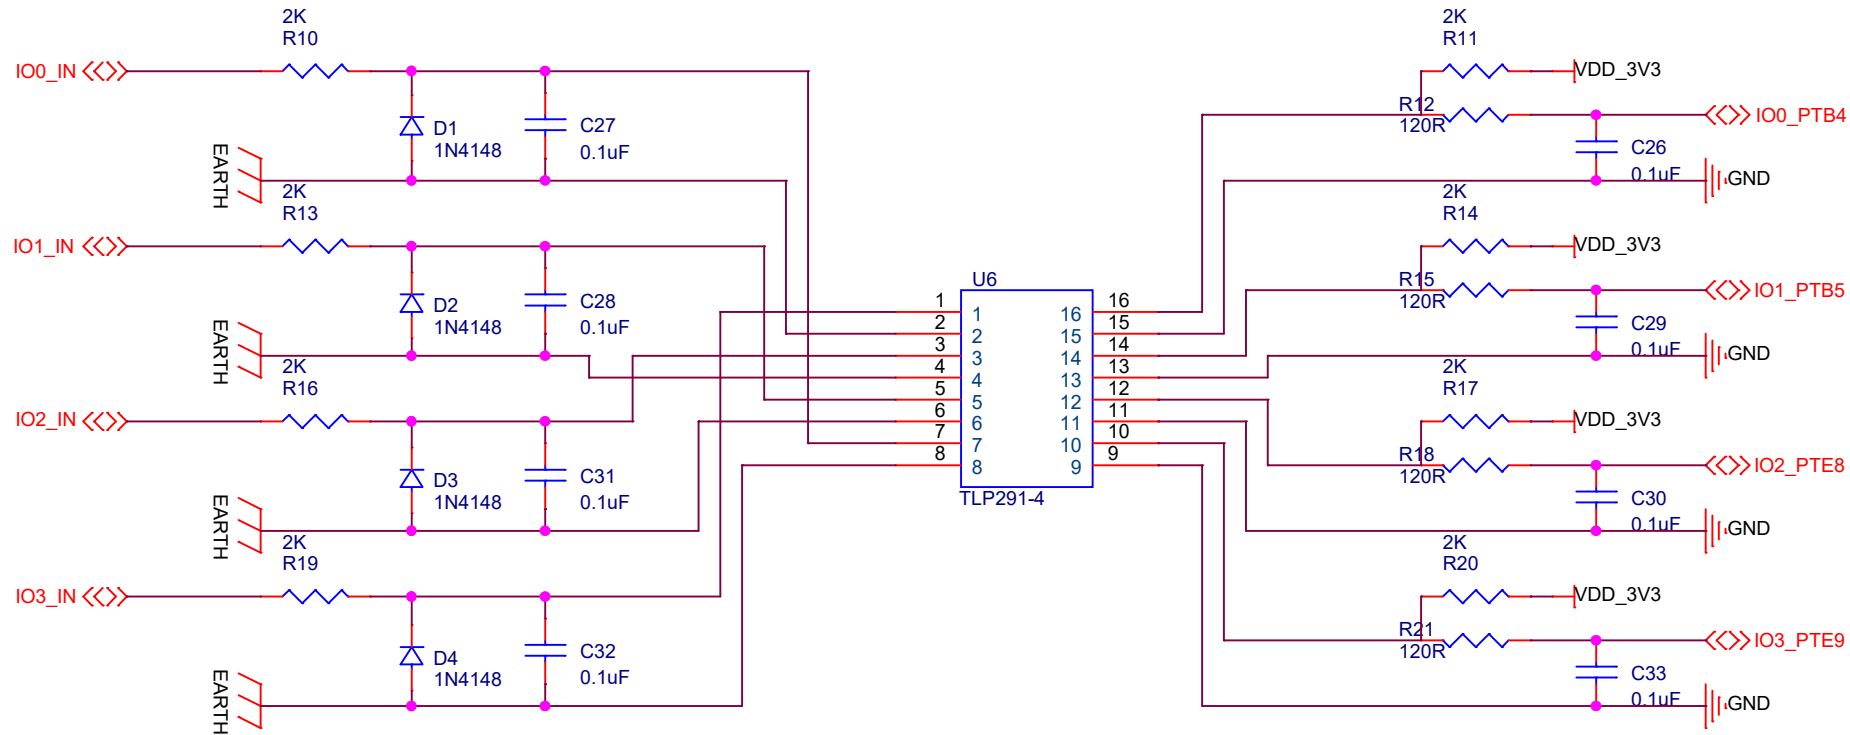 2K
R10
IO0_IN
D1
1N4148
C27
0.1uF
EARTH
2K
R13
IO1_IN
D2
1N4148
C28
0.1uF
EARTH
2K
R16
IO2_IN
D3
1N4148
C31
0.1uF
EARTH
2K
R19
IO3_IN
D4
1N4148
C32
0.1uF
EARTH
U6
1
2
3
4
5
6
7
8
1
2
3
4
5
6
7
8
16
15
14
13
12
11
10
9
16
15
14
13
12
11
10
9
TLP291-4
2K
R11
VDD_3V3
R12
120R
IO0_PTB4
C26
0.1uF
GND
2K
R14
VDD_3V3
R15
120R
IO1_PTB5
C29
0.1uF
GND
2K
R17
VDD_3V3
R18
120R
IO2_PTE8
C30
0.1uF
GND
2K
R20
VDD_3V3
R21
120R
IO3_PTE9
C33
0.1uF
GND